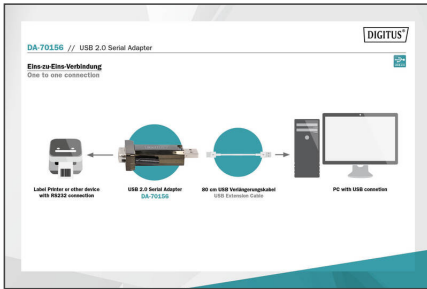 DIGITUS®
DA-70156 // USB 2.0 Serial Adapter
Eins-zu-Eins-Verbindung
One to one connection
Label Printer or other device
with RS232 connection
USB 2.0 Serial Adapter
DA-70156
80 cm USB Verlängerungskabel
USB Extension Cable
PC with USB connetion